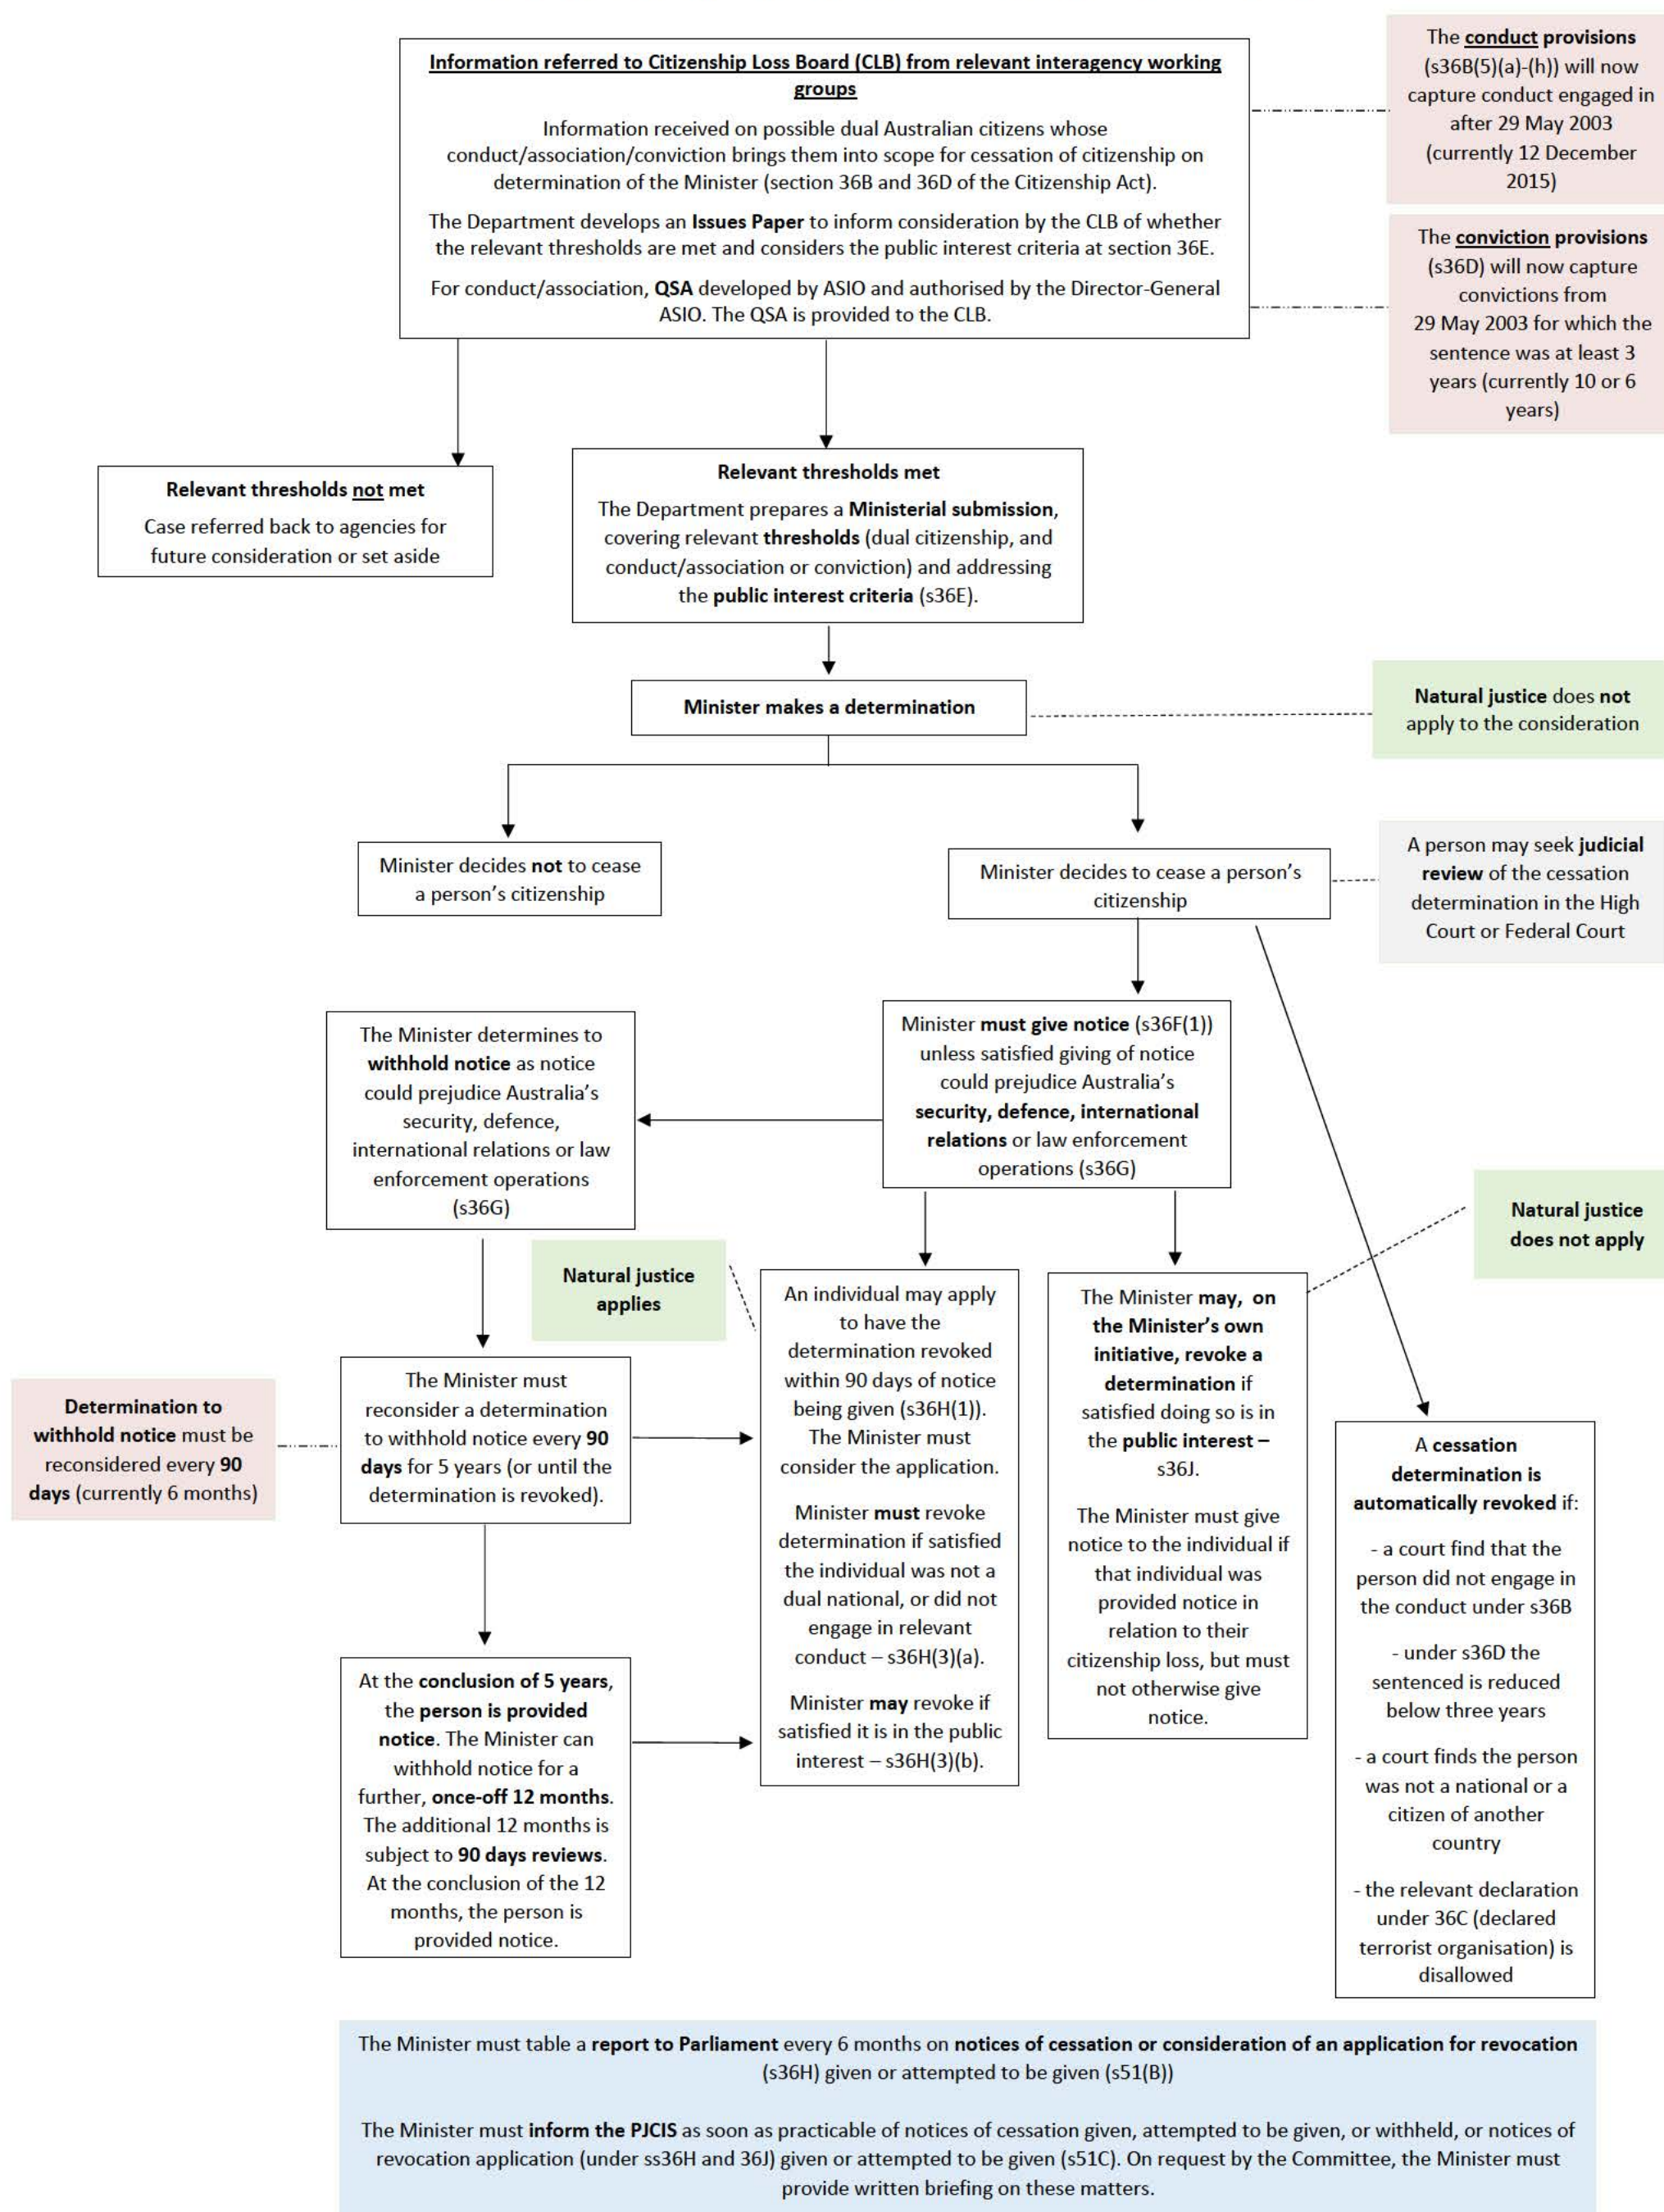 Information referred to Citizenship Loss Board (CLB) from relevant interagency working
groups
Information received on possible dual Australian citizens whose
conduct/association/conviction brings them into scope for cessation of citizenship on
determination of the Minister (section 36B and 36D of the Citizenship Act).
The Department develops an Issues Paper to inform consideration by the CLB of whether
the relevant thresholds are met and considers the public interest criteria at section 36E.
For conduct/association, QSA developed by ASIO and authorised by the Director-General
ASIO. The QSA is provided to the CLB.
The conduct provisions
(s36B(5)(a)-(h)) will now
capture conduct engaged in
after 29 May 2003
(currently 12 December
2015)
The conviction provisions
(s36D) will now capture
convictions from
29 May 2003 for which the
sentence was at least 3
years (currently 10 or 6
years)
Relevant thresholds not met
Case referred back to agencies for
future consideration or set aside
Relevant thresholds met
The Department prepares a Ministerial submission,
covering relevant thresholds (dual citizenship, and
conduct/association or conviction) and addressing
the public interest criteria (s36E).
Minister makes a determination
Natural justice does not
apply to the consideration
Minister decides not to cease
a person's citizenship
Minister decides to cease a person's
citizenship
A person may seek judicial
review of the cessation
determination in the High
Court or Federal Court
The Minister determines to
withhold notice as notice
could prejudice Australia's
security, defence,
international relations or law
enforcement operations
(s36G)
Minister must give notice (s36F(1))
unless satisfied giving of notice
could prejudice Australia's
security, defence, international
relations or law enforcement
operations (s36G)
Natural justice
does not apply
Natural justice
applies
Determination to
withhold notice must be
reconsidered every 90
days (currently 6 months)
The Minister must
reconsider a determination
to withhold notice every 90
days for 5 years (or until the
determination is revoked).
An individual may apply
to have the
determination revoked
within 90 days of notice
being given (s36H(1)).
The Minister must
consider the application.
Minister must revoke
determination if satisfied
the individual was not a
dual national, or did not
engage in relevant
conduct – s36H(3)(a).
Minister may revoke if
satisfied it is in the public
interest – s36H(3)(b).
The Minister may, on
the Minister's own
initiative, revoke a
determination if
satisfied doing so is in
the public interest –
s36J.
The Minister must give
notice to the individual if
that individual was
provided notice in
relation to their
citizenship loss, but must
not otherwise give
notice.
A cessation
determination is
automatically revoked if:
- a court find that the
person did not engage in
the conduct under s36B
- under s36D the
sentenced is reduced
below three years
- a court finds the person
was not a national or a
citizen of another
country
- the relevant declaration
under 36C (declared
terrorist organisation) is
disallowed
At the conclusion of 5 years,
the person is provided
notice. The Minister can
withhold notice for a
further, once-off 12 months.
The additional 12 months is
subject to 90 days reviews.
At the conclusion of the 12
months, the person is
provided notice.
The Minister must table a report to Parliament every 6 months on notices of cessation or consideration of an application for revocation
(s36H) given or attempted to be given (s51(B))
The Minister must inform the PJCIS as soon as practicable of notices of cessation given, attempted to be given, or withheld, or notices of
revocation application (under ss36H and 36J) given or attempted to be given (s51C). On request by the Committee, the Minister must
provide written briefing on these matters.